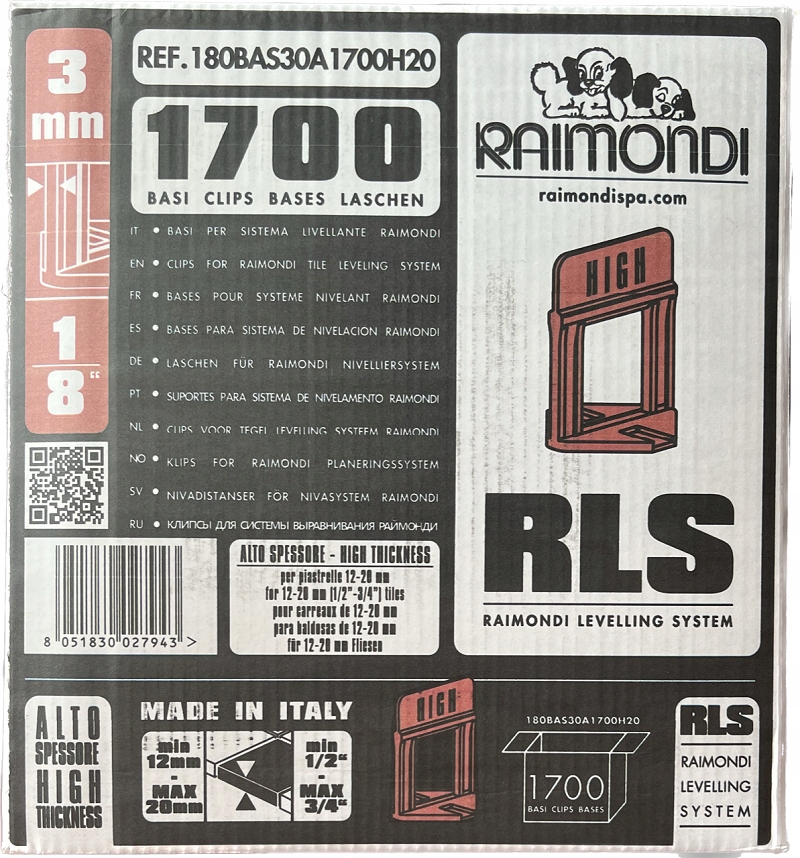 3
mm
1
8"
REF. 180BAS30A1700H20
1700
BASI CLIPS BASES LASCHEN
IT • BASI PER SISTEMA LIVELLANTE RAIMONDI
EN • CLIPS FOR RAIMONDI TILE LEVELING SYSTEM
FR • BASES POUR SYSTEME NIVELANT RAIMONDI
ES • BASES PARA SISTEMA DE NIVELACION RAIMONDI
DE • LASCHEN FÜR RAIMONDI NIVELLIERSYSTEM
PT • SUPORTES PARA SISTEMA DE NIVELAMENTO RAIMONDI
NL • CLIPS VOOR TEGEL LEVELLING SYSTEEM RAIMONDI
NO • KLIPS FOR RAIMONDI PLANERINGSSYSTEM
SV • NIVADISTANSER FÖR NIVASYSTEM RAIMONDI
RU • КЛИПСЫ ДЛЯ СИСТЕМЫ ВЫРАВНИВАНИЯ РАЙМОНДИ
8 051830 027943 >
ALTO SPESSORE - HIGH THICKNESS
per piastrelle 12-20 mm
for 12-20 mm (1/2"-3/4") tiles
pour carreaux de 12-20 mm
para baldosas de 12-20 mm
für 12-20 mm Fliesen
RAIMONDI
raimondispa.com
HIGH
RLS
RAIMONDI LEVELLING SYSTEM
ALTO
SPESSORE
HIGH
THICKNESS
MADE IN ITALY
min
12mm
-
MAX
20mm
min
1/2"
-
MAX
3/4"
HIGH
180BAS30A1700H20
1700
BASI CLIPS BASES
RLS
RAIMONDI
LEVELLING
SYSTEM